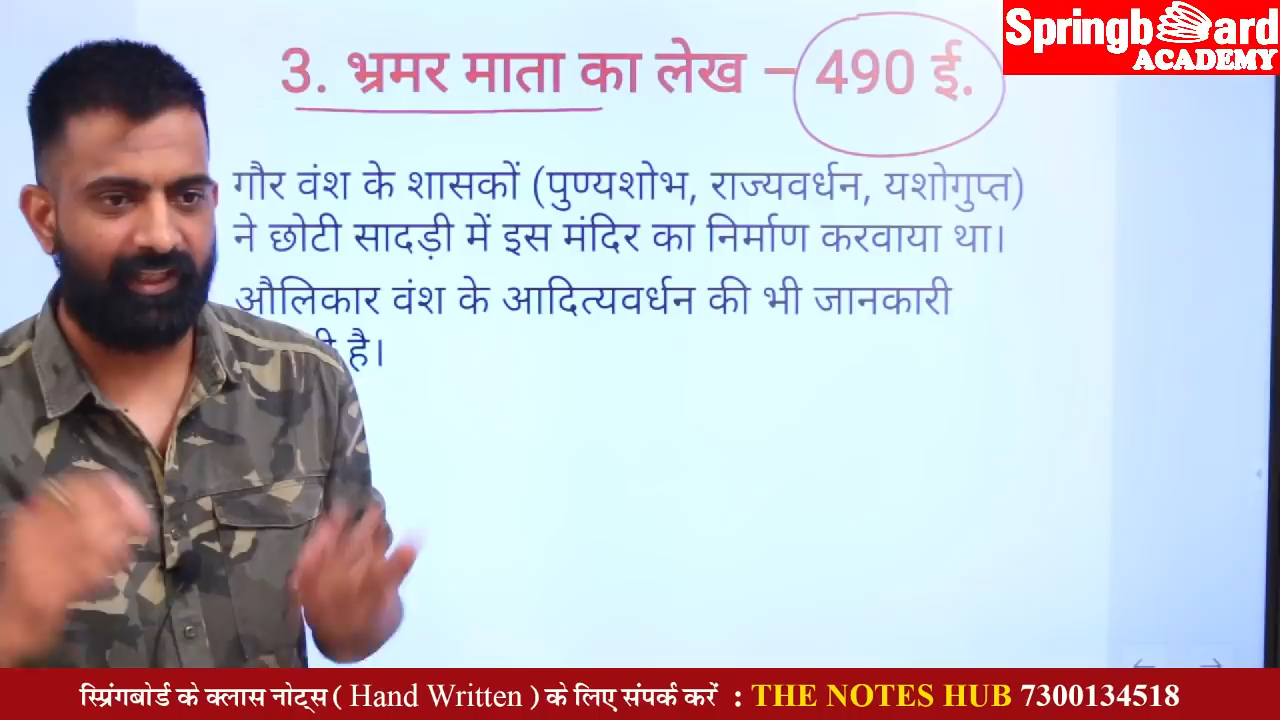 Springboard
ACADEMY
3. भ्रमर माता का लेख – 490 ई.
गौर वंश के शासकों (पुण्यशोभ, राज्यवर्धन, यशोगुप्त)
ने छोटी सादड़ी में इस मंदिर का निर्माण करवाया था।
औलिकार वंश के आदित्यवर्धन की भी जानकारी
है।
स्प्रिंगबोर्ड के क्लास नोट्स ( Hand Written ) के लिए संपर्क करें : THE NOTES HUB 7300134518